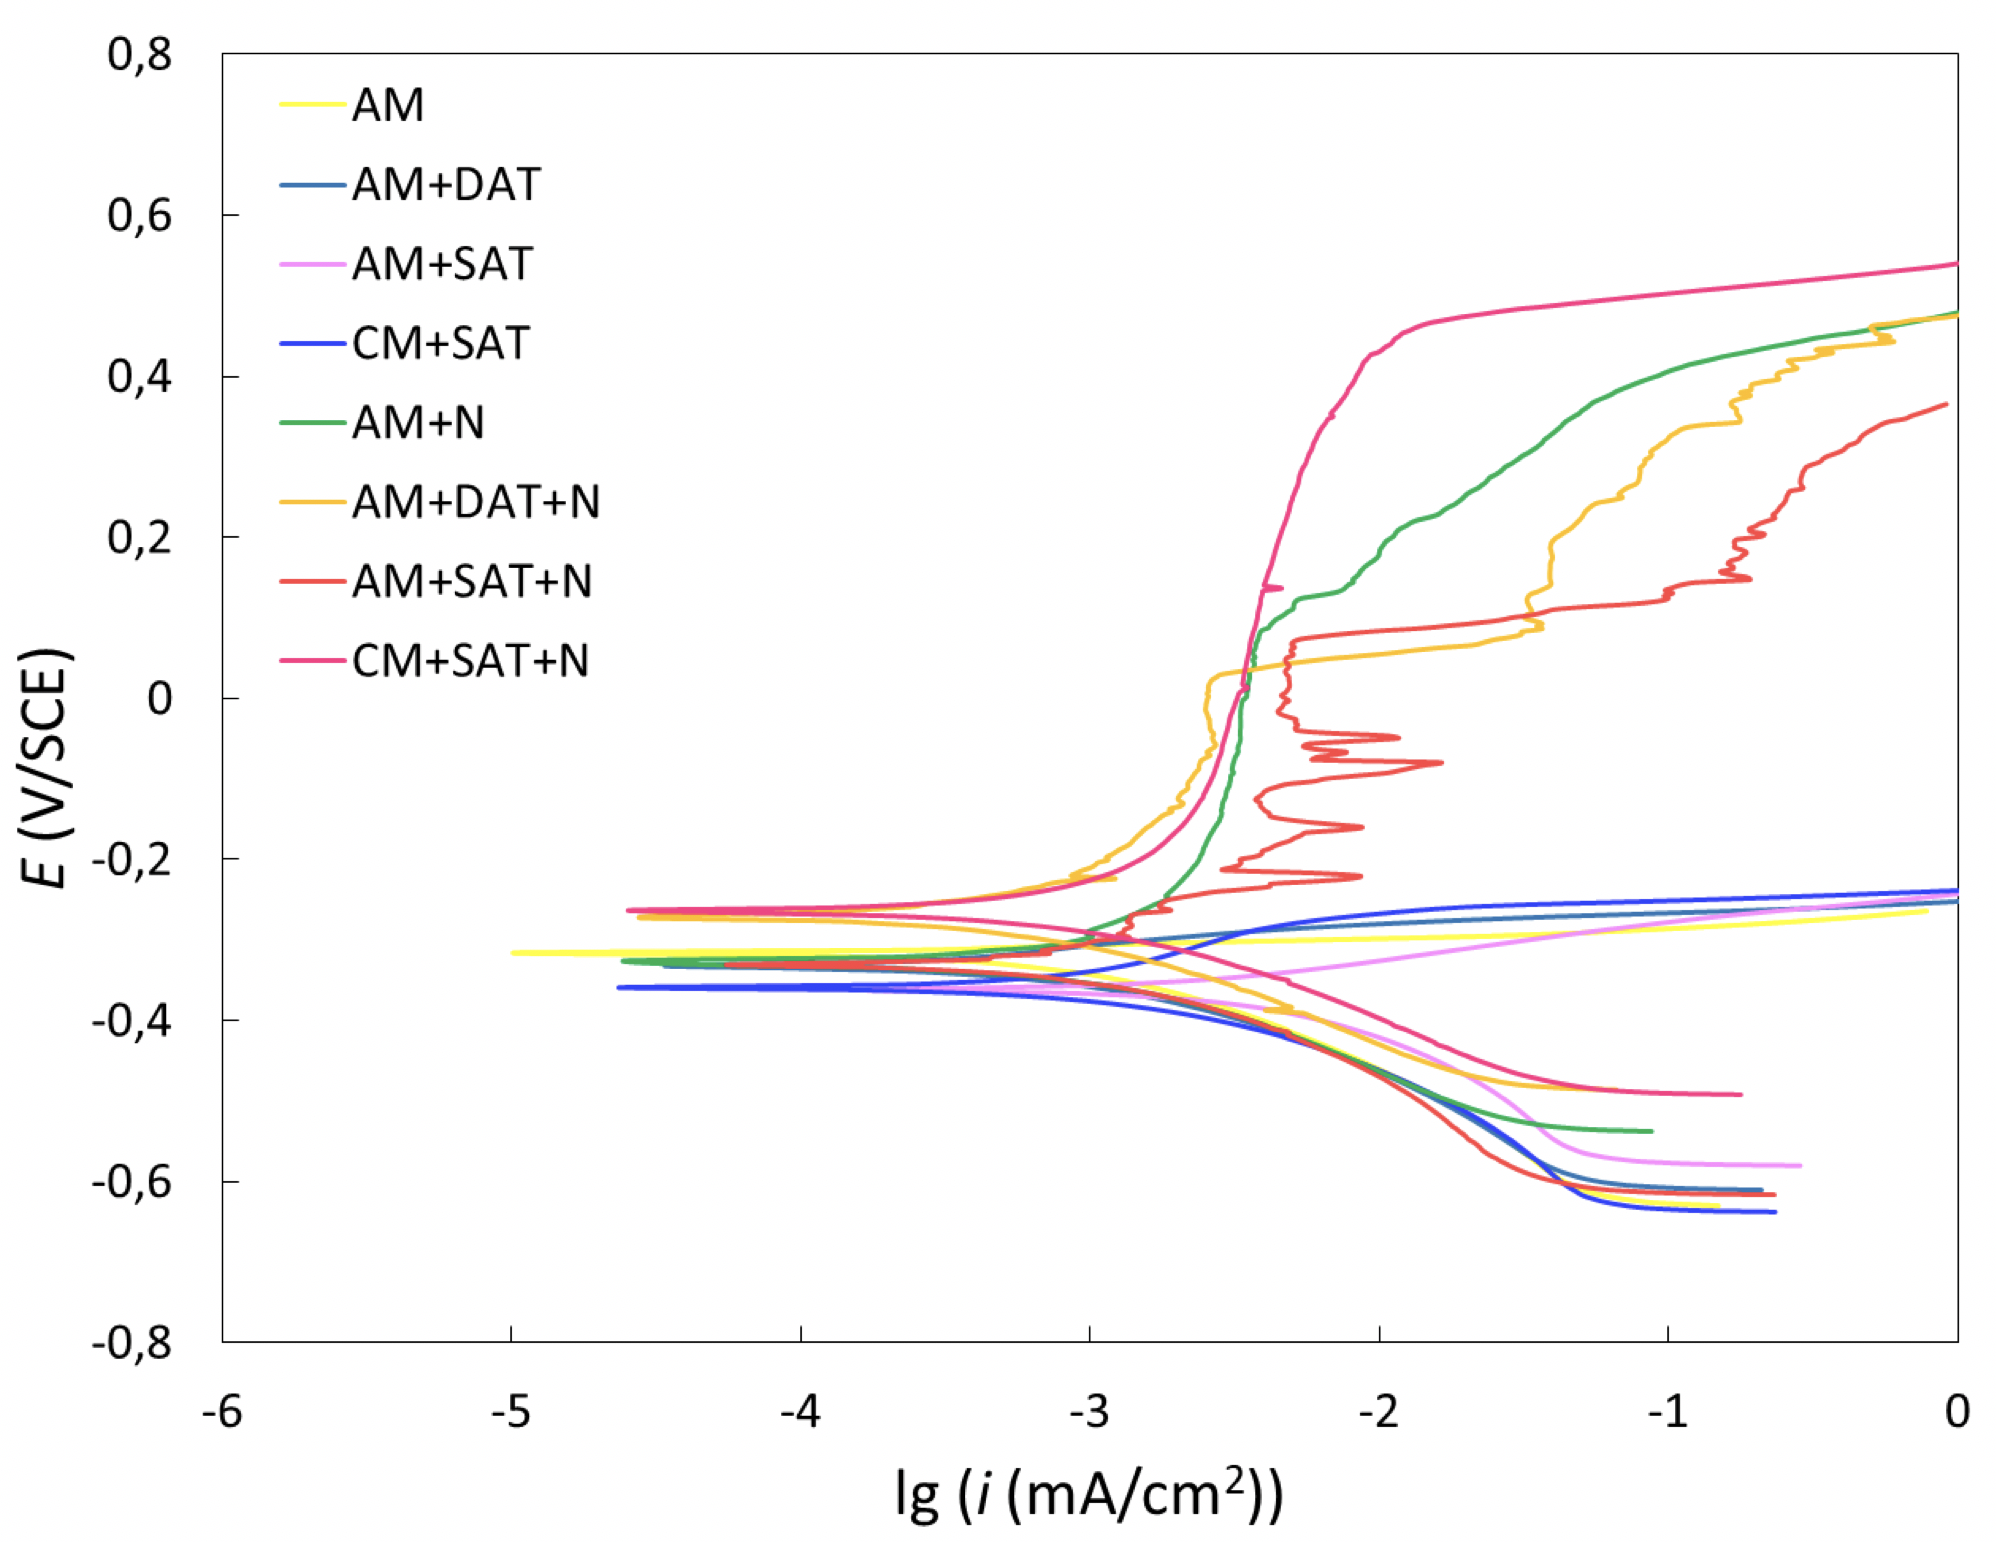 0,8
0,6
0,4
0,2
0
-0,2
-0,4
-0,6
-0,8
E (V/SCE)
AM
AM+DAT
AM+SAT
CM+SAT
AM+N
AM+DAT+N
AM+SAT+N
CM+SAT+N
-6 -5 -4 -3 -2 -1 0
lg (i (mA/cm²))